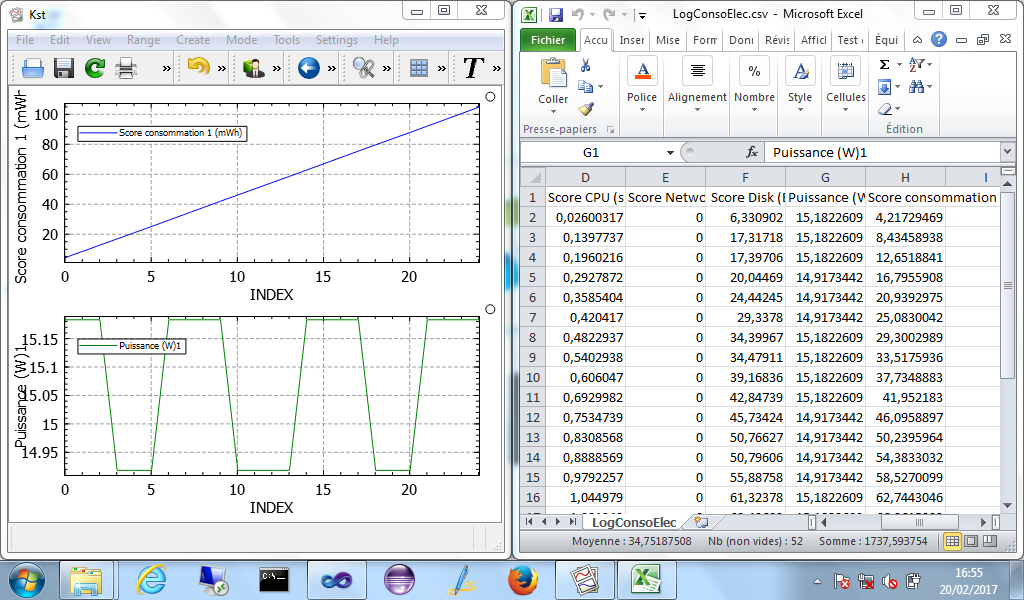 Kst
File Edit View Range Create Mode Tools Settings Help
» » » » » » T »
Score consommation 1 (mWh)
100
80
60
40
20
Score consommation 1 (mWh)
0 5 10 15 20
INDEX
Puissance (W)1
15.15
15.1
15.05
15
14.95
Puissance (W)1
0 5 10 15 20
INDEX
LogConsoElec.csv - Microsoft Excel
Fichier Accu Inser Mise Form Donr Révis Affich Test Équi
Coller
Police Alignement Nombre Style Cellules
Presse-papiers Édition
G1 fx Puissance (W)1
D E F G H I
1 Score CPU (s Score Netwo Score Disk (I Puissance (W Score consommation
2 0,02600317 0 6,330902 15,1822609 4,21729469
3 0,1397737 0 17,31718 15,1822609 8,43458938
4 0,1960216 0 17,39706 15,1822609 12,6518841
5 0,2927872 0 20,04469 14,9173442 16,7955908
6 0,3585404 0 24,44245 14,9173442 20,9392975
7 0,420417 0 29,3378 14,9173442 25,0830042
8 0,4822937 0 34,39967 15,1822609 29,3002989
9 0,5402938 0 34,47911 15,1822609 33,5175936
10 0,606047 0 39,16836 15,1822609 37,7348883
11 0,6929982 0 42,84739 15,1822609 41,952183
12 0,7534739 0 45,73424 14,9173442 46,0958897
13 0,8308568 0 50,76627 14,9173442 50,2395964
14 0,8888569 0 50,79606 14,9173442 54,3833032
15 0,9792257 0 55,88758 14,9173442 58,5270099
16 1,044979 0 61,32378 15,1822609 62,7443046
LogConsoElec
Moyenne : 34,75187508 Nb (non vides) : 52 Somme : 1737,593754
16:55
20/02/2017